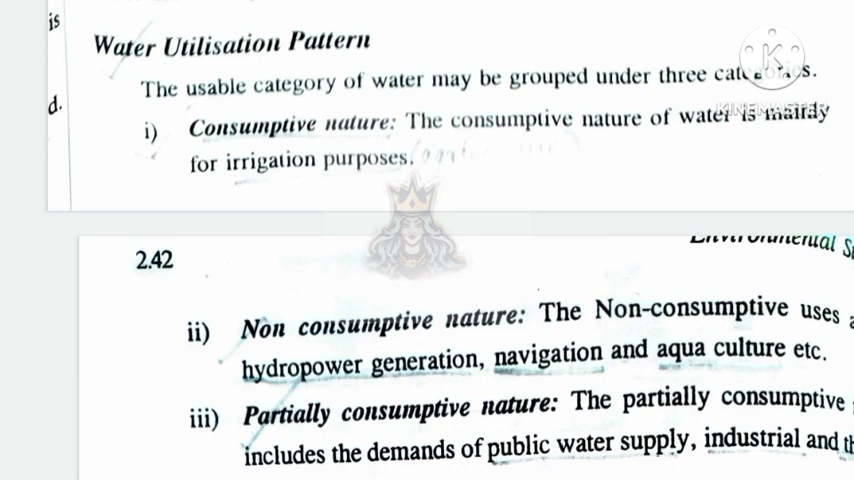 is
Water Utilisation Pattern
The usable category of water may be grouped under three categories.
d.
i) Consumptive nature: The consumptive nature of water is mainly
for irrigation purposes.
KINEMASTER
2.42
Environmental
ii) Non consumptive nature: The Non-consumptive uses
hydropower generation, navigation and aqua culture etc.
iii) Partially consumptive nature: The partially consumptive
includes the demands of public water supply, industrial and